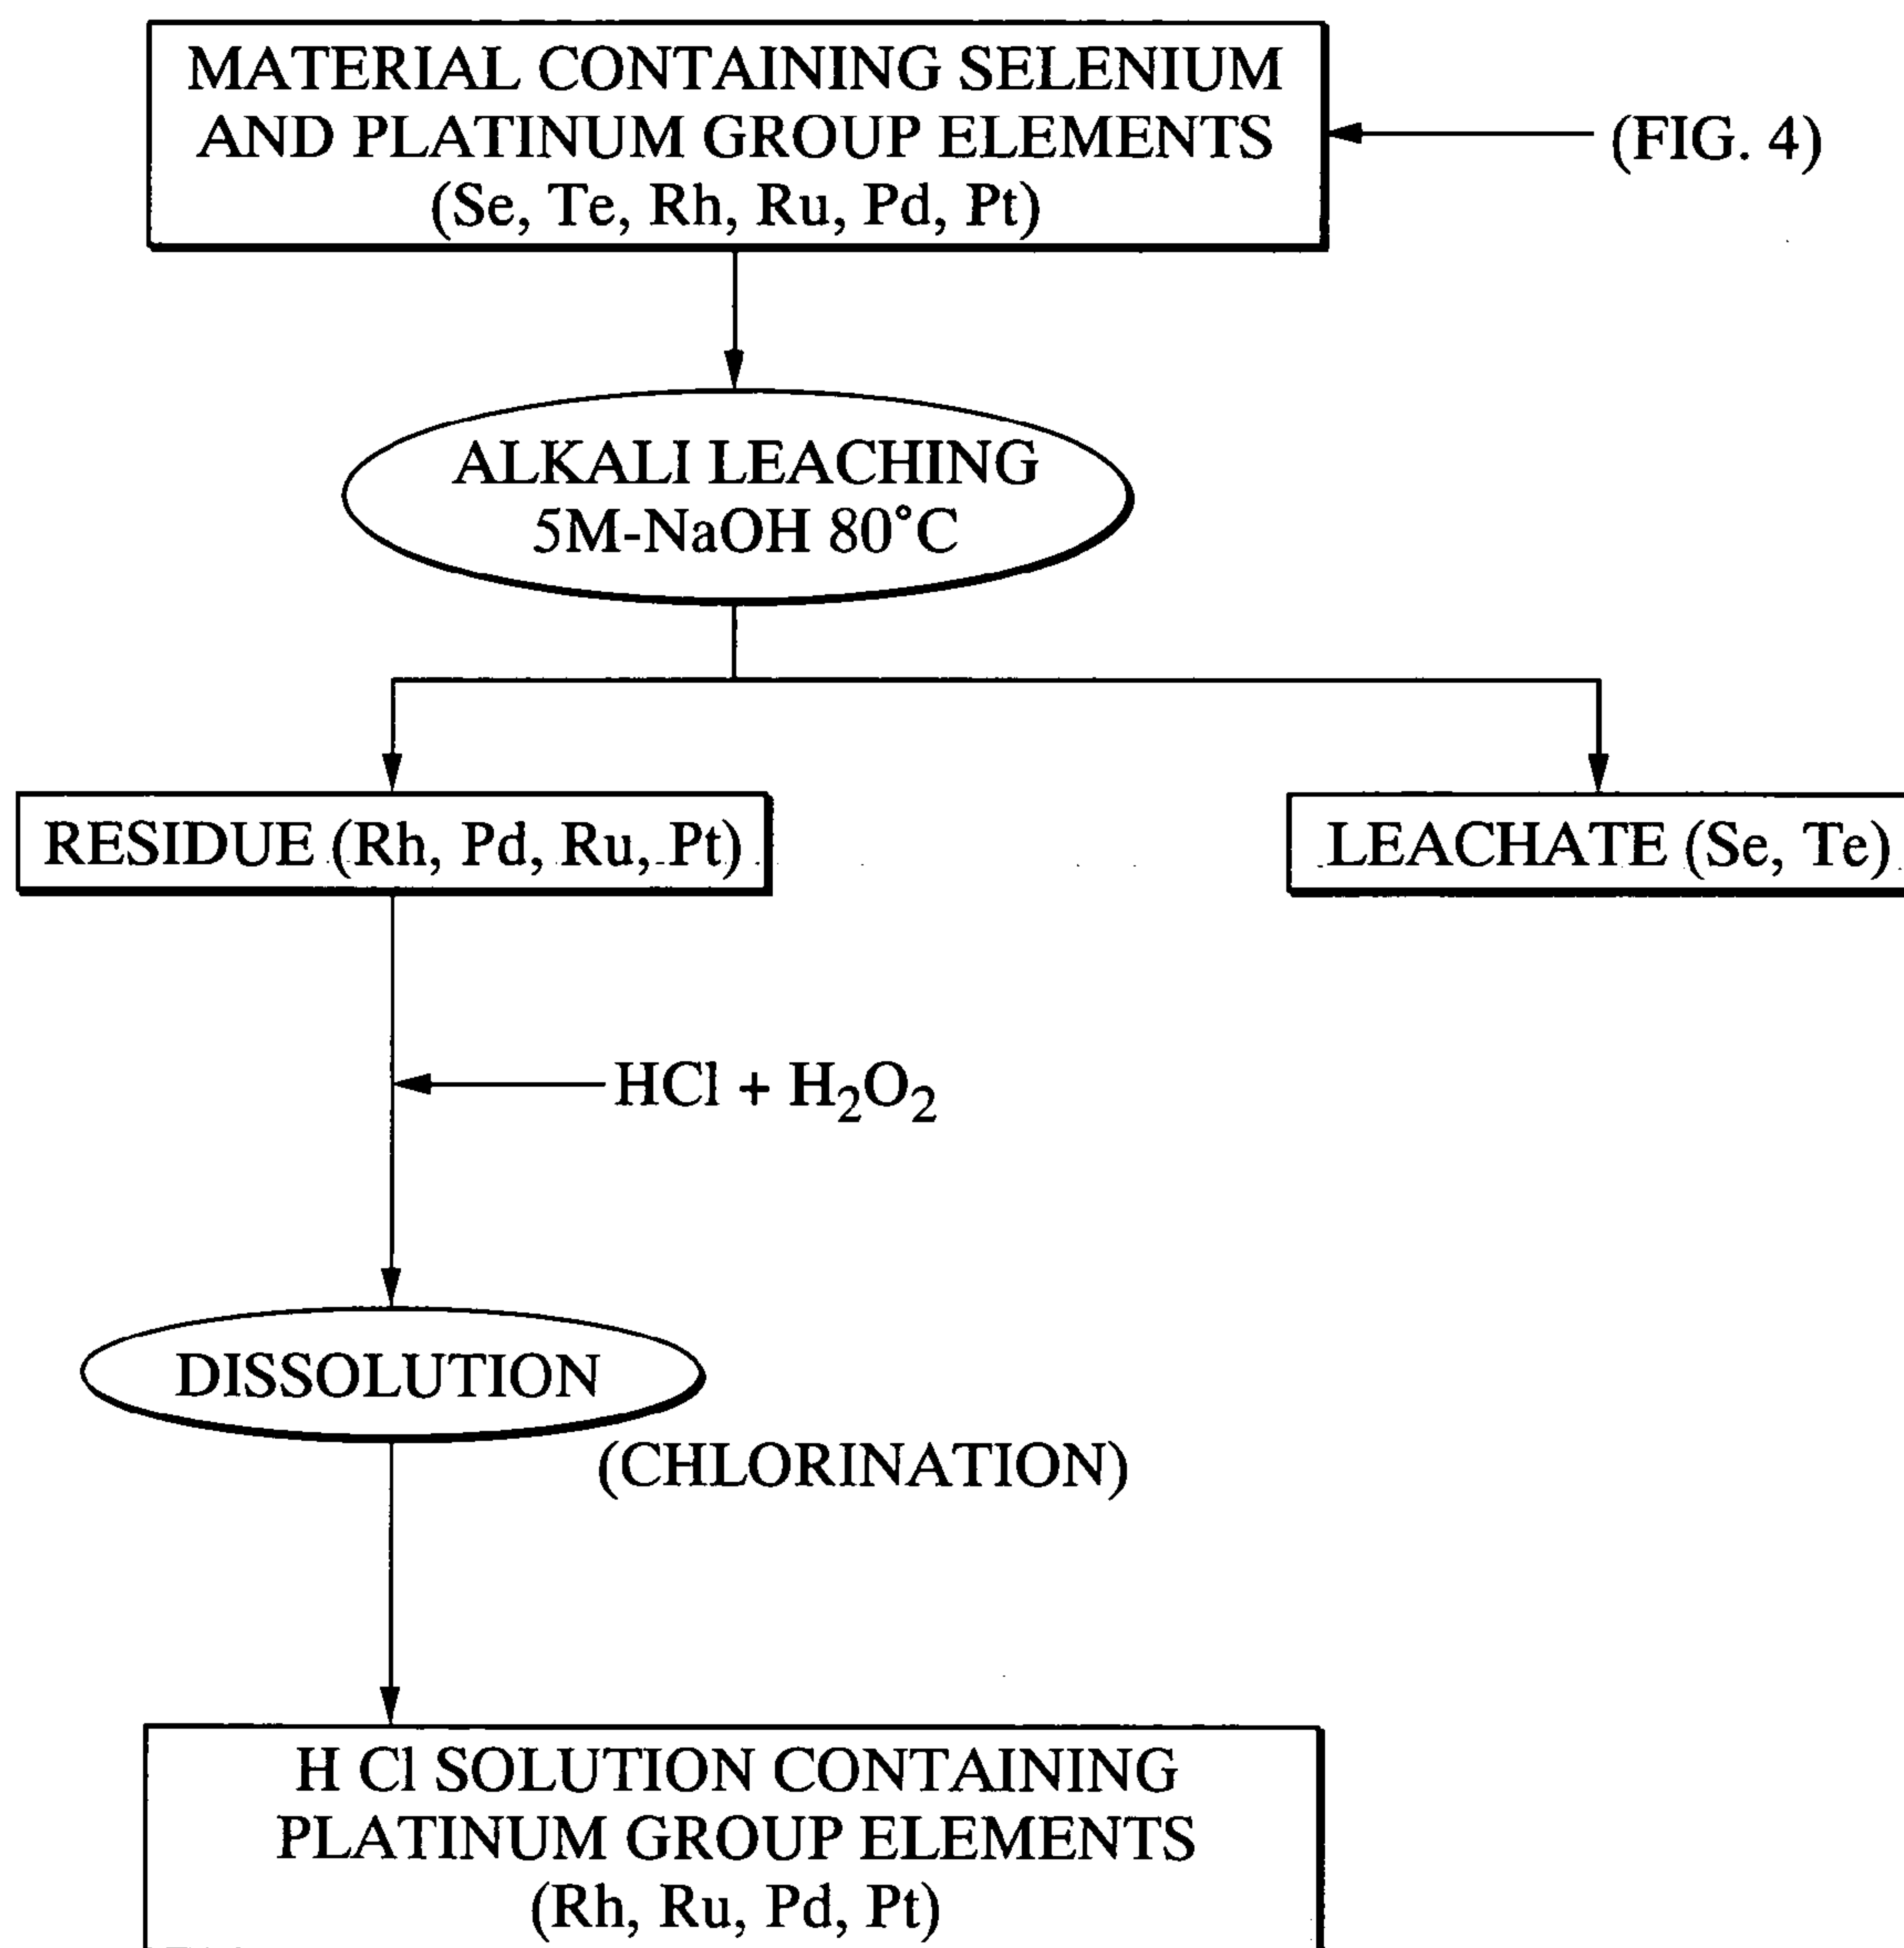 MATERIAL CONTAINING SELENIUM
AND PLATINUM GROUP ELEMENTS
(Se, Te, Rh, Ru, Pd, Pt)
(FIG. 4)
ALKALI LEACHING
5M-NaOH 80°C
RESIDUE (Rh, Pd, Ru, Pt)
LEACHATE (Se, Te)
HCl + H₂O₂
DISSOLUTION
(CHLORINATION)
H Cl SOLUTION CONTAINING
PLATINUM GROUP ELEMENTS
(Rh, Ru, Pd, Pt)